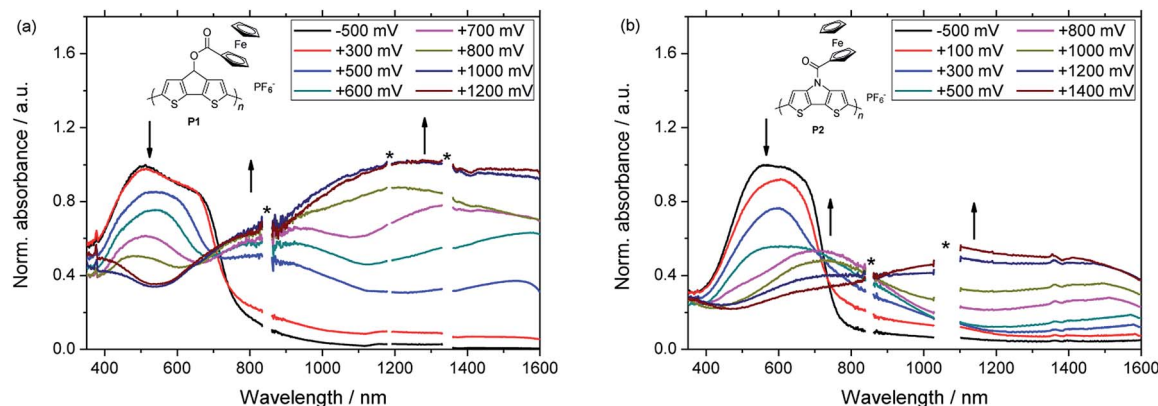 (a)
O
O
Fe
S
S
n
PF6-
P1
-500 mV
+300 mV
+500 mV
+600 mV
+700 mV
+800 mV
+1000 mV
+1200 mV
*
*
*
1.6
1.2
0.8
0.4
0.0
Norm. absorbance / a.u.
400
600
800
1000
1200
1400
1600
Wavelength / nm
(b)
O
Fe
N
S
S
n
PF6-
P2
-500 mV
+100 mV
+300 mV
+500 mV
+800 mV
+1000 mV
+1200 mV
+1400 mV
*
*
1.6
1.2
0.8
0.4
0.0
Norm. absorbance / a.u.
400
600
800
1000
1200
1400
1600
Wavelength / nm